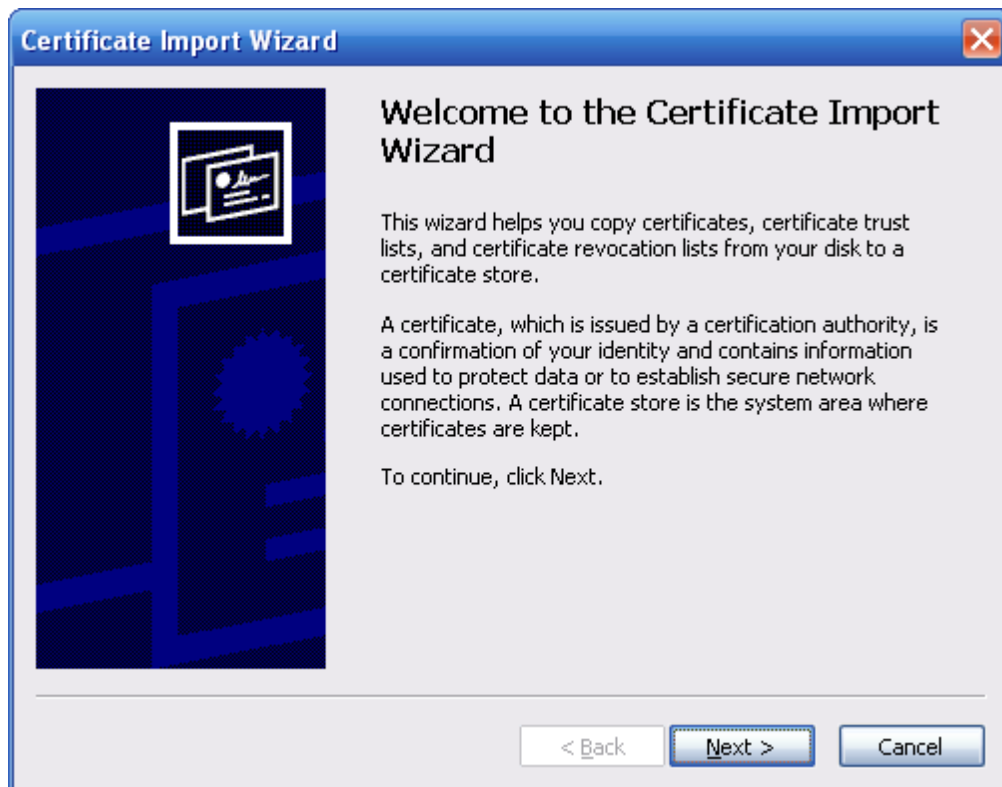 Certificate Import Wizard
Welcome to the Certificate Import
Wizard
This wizard helps you copy certificates, certificate trust
lists, and certificate revocation lists from your disk to a
certificate store.
A certificate, which is issued by a certification authority, is
a confirmation of your identity and contains information
used to protect data or to establish secure network
connections. A certificate store is the system area where
certificates are kept.
To continue, click Next.
< Back
Next >
Cancel